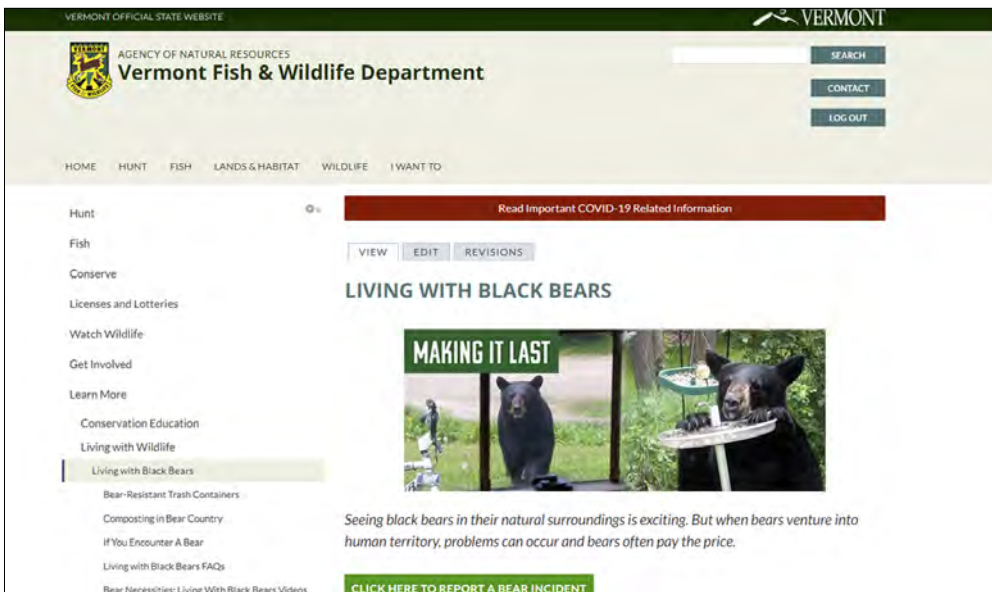 VERMONT OFFICIAL STATE WEBSITE
VERMONT
AGENCY OF NATURAL RESOURCES
Vermont Fish & Wildlife Department
SEARCH
CONTACT
LOG OUT
HOME HUNT FISH LANDS & HABITAT WILDLIFE I WANT TO
Hunt
Fish
Conserve
Licenses and Lotteries
Watch Wildlife
Get Involved
Learn More
Conservation Education
Living with Wildlife
Living with Black Bears
Bear-Resistant Trash Containers
Composting in Bear Country
If You Encounter A Bear
Living with Black Bears FAQs
Bear Necessities: Living With Black Bears Videos
Read Important COVID-19 Related Information
VIEW EDIT REVISIONS
LIVING WITH BLACK BEARS
MAKING IT LAST
Seeing black bears in their natural surroundings is exciting. But when bears venture into
human territory, problems can occur and bears often pay the price.
CLICK HERE TO REPORT A BEAR INCIDENT